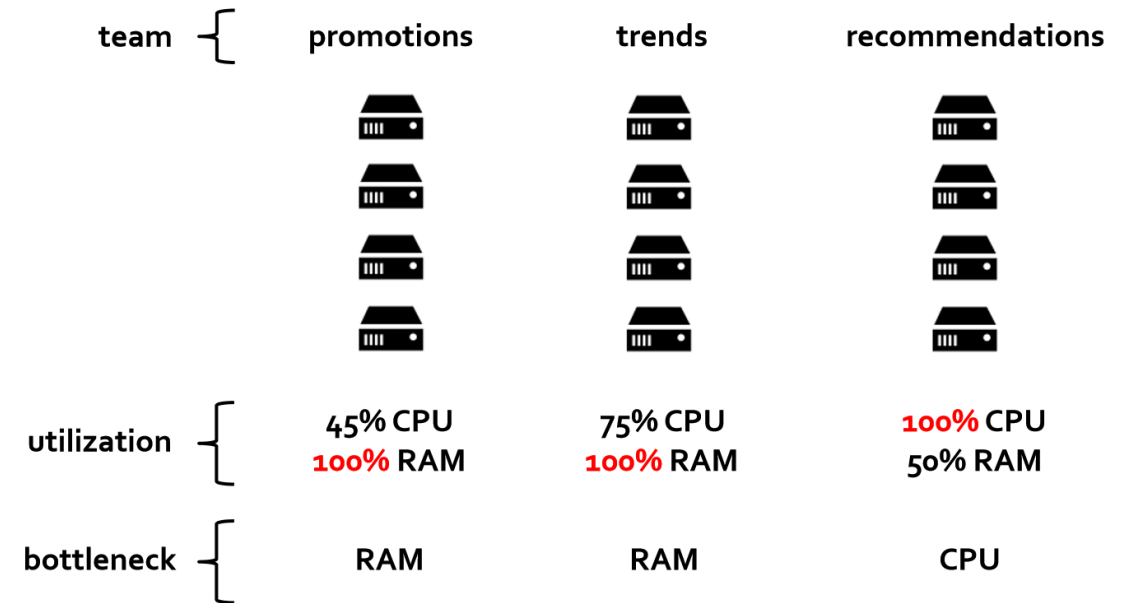 team promotions trends recommendations
utilization
45% CPU 75% CPU 100% CPU
100% RAM 100% RAM 50% RAM
bottleneck RAM RAM CPU